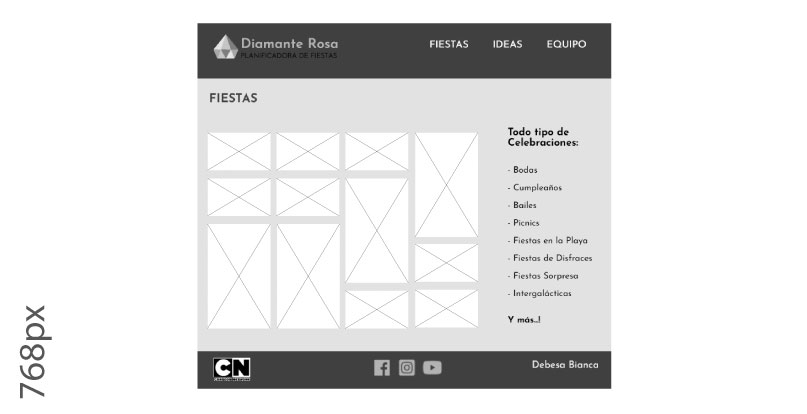 Diamante Rosa
PLANIFICADORA DE FIESTAS
FIESTAS IDEAS EQUIPO
FIESTAS
Todo tipo de
Celebraciones:
- Bodas
- Cumpleaños
- Bailes
- Picnics
- Fiestas en la Playa
- Fiestas de Disfraces
- Fiestas Sorpresa
- Intergalácticas
Y más..!
CN
Debesa Bianca
768px